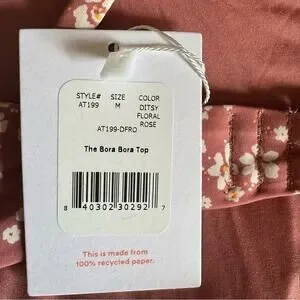 STYLE# SIZE COLOR
AT199 M DITSY
FLORAL
ROSE
AT199-DFRO
The Bora Bora Top
8 40302 30292 7
This is made from
100% recycled paper.